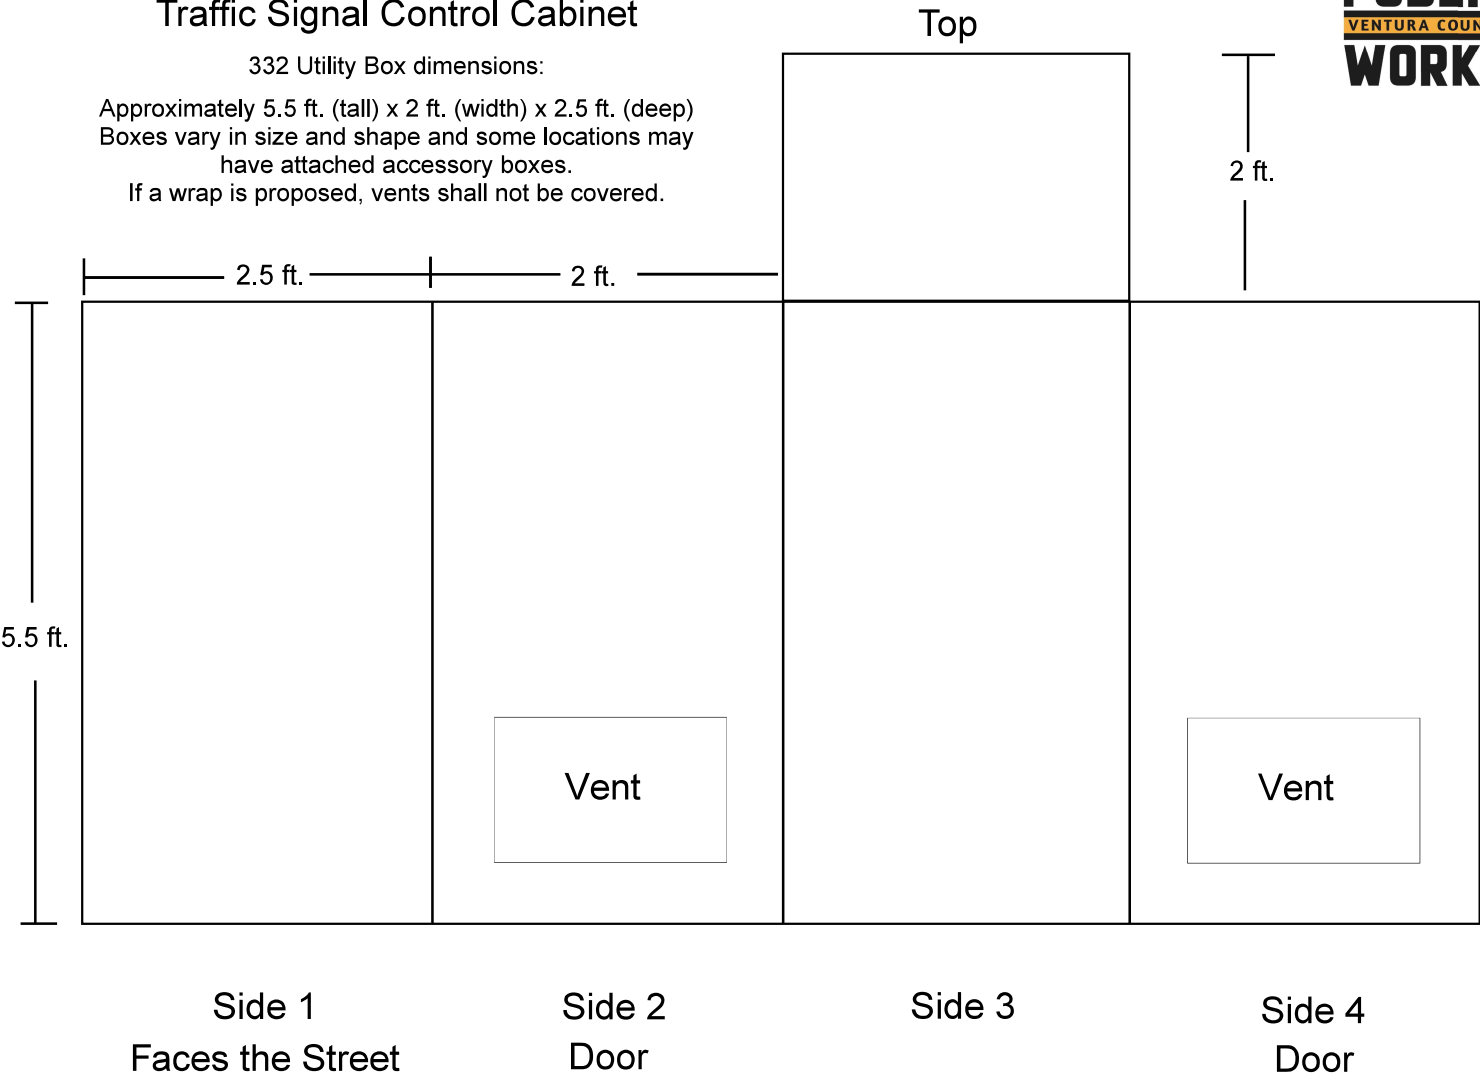 Traffic Signal Control Cabinet
332 Utility Box dimensions:
Approximately 5.5 ft. (tall) x 2 ft. (width) x 2.5 ft. (deep)
Boxes vary in size and shape and some locations may
have attached accessory boxes.
If a wrap is proposed, vents shall not be covered.
Top
VENTURA COUN
WORK
2 ft.
2.5 ft.
2 ft.
5.5 ft.
Vent
Vent
Side 1
Faces the Street
Side 2
Door
Side 3
Side 4
Door